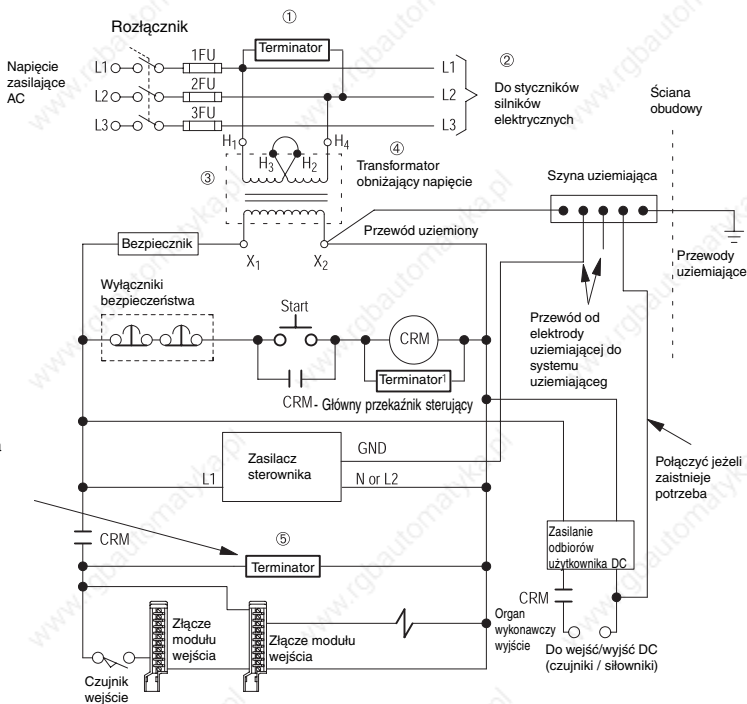 ①
Rozłącznik
Terminator
Napięcie
zasilające
AC
L1
1FU
L1
②
L2
2FU
L2
L3
3FU
L3
Do styczników
silników
elektrycznych
Ściana
obudowy
H1
H3
H2
H4
④
③
Transformator
obniżający napięcie
Szyna uziemiająca
Przewód uziemiony
Bezpiecznik
X1
X2
Przewody
uziemiające
Wyłączniki
bezpieczeństwa
Start
CRM
Terminator1
CRM
- Główny przekaźnik sterujący
Przewód od
elektrody
uziemiającej do
systemu
uziemiająceg
Zasilacz
sterownika
GND
L1
N or L2
Połączyć jeżeli
zaistnieje
potrzeba
a
CRM
⑤
Terminator
Zasilanie
odbiorów
użytkownika DC
CRM
Organ
wykonawczy
wyjście
Złącze
modułu
wejścia
Złącze modułu
wejścia
Do wejść/wyjść DC
(czujniki / siłowniki)
Czujnik
wejście
www.rgbautomatyka.pl